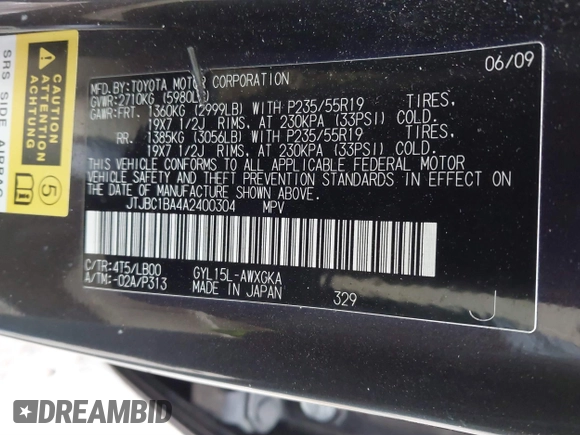 SRS SIDE AIRBAG
06/09
MFD.BY:TOYOTA MOTOR CORPORATION
GVWR:2710KG (5980LB)
GAWR:FRT. 1360KG (2999LB) WITH P235/55R19 TIRES,
19X7 1/2J RIMS, AT 230KPA (33PSI) COLD.
RR. 1385KG (3056LB) WITH P235/55R19 TIRES,
19X7 1/2J RIMS, AT 230KPA (33PSI) COLD.
THIS VEHICLE CONFORMS TO ALL APPLICABLE FEDERAL MOTOR
VEHICLE SAFETY AND THEFT PREVENTION STANDARDS IN EFFECT
ON THE DATE OF MANUFACTURE SHOWN ABOVE.
JTJBC1BA4A2400304 MPV
C/TR:4T5/LB00 GYL15L-AWXGKA
A/TM:-02A/P313 MADE IN JAPAN 329 J
5
DREAMBID